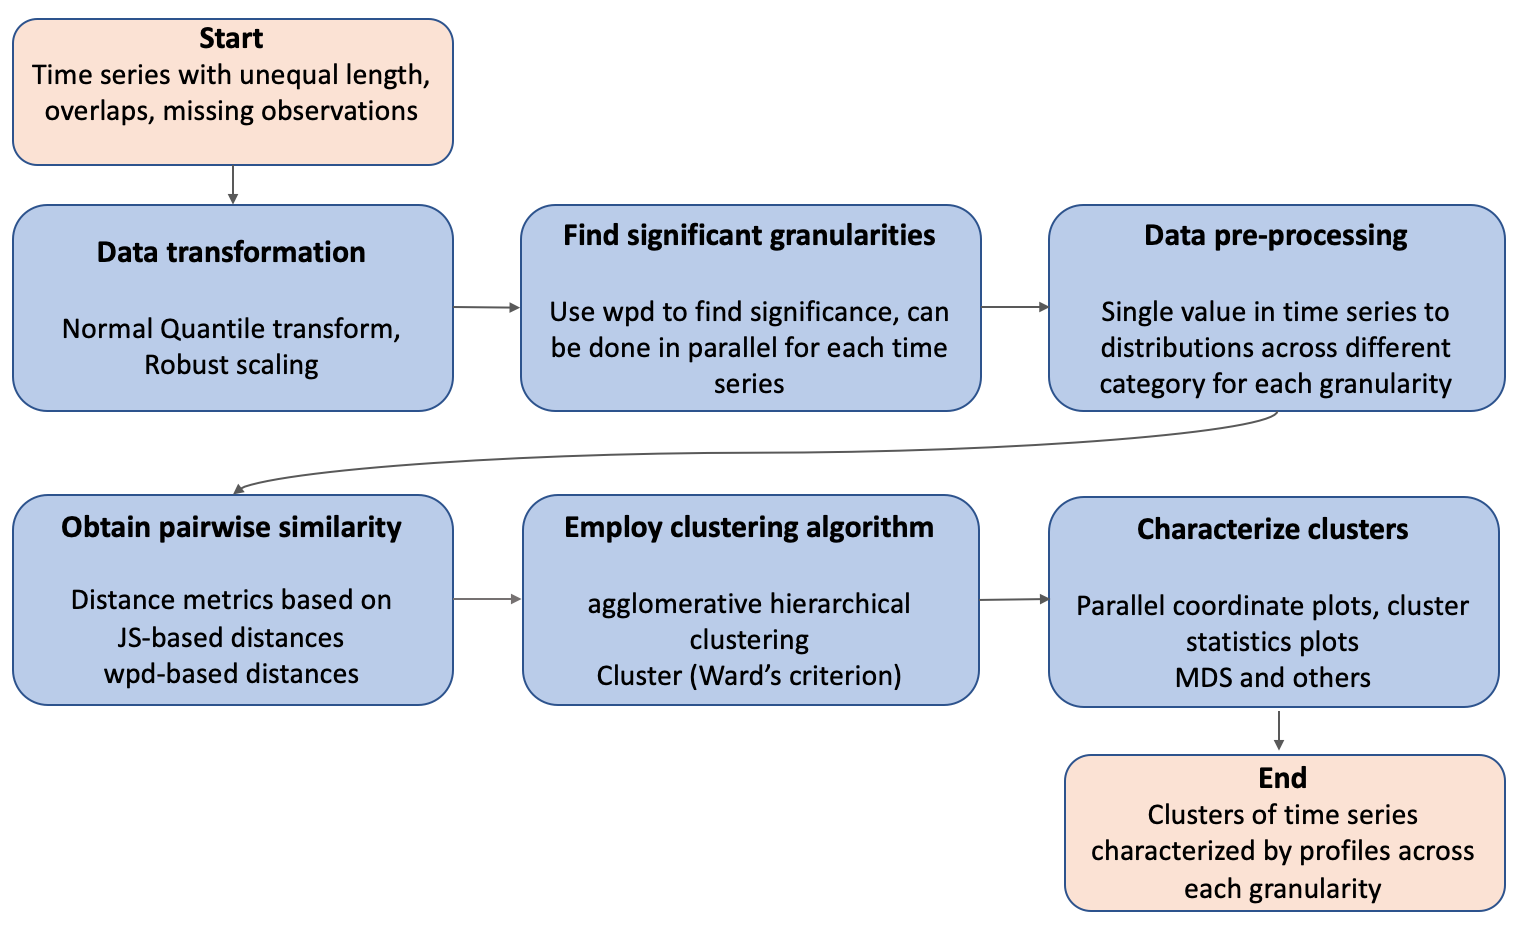 Start
Time series with unequal length,
overlaps, missing observations
Data transformation
Normal Quantile transform,
Robust scaling
Find significant granularities
Use wpd to find significance, can
be done in parallel for each time
series
Data pre-processing
Single value in time series to
distributions across different
category for each granularity
Obtain pairwise similarity
Distance metrics based on
JS-based distances
wpd-based distances
Employ clustering algorithm
agglomerative hierarchical
clustering
Cluster (Ward’s criterion)
Characterize clusters
Parallel coordinate plots, cluster
statistics plots
MDS and others
End
Clusters of time series
characterized by profiles across
each granularity